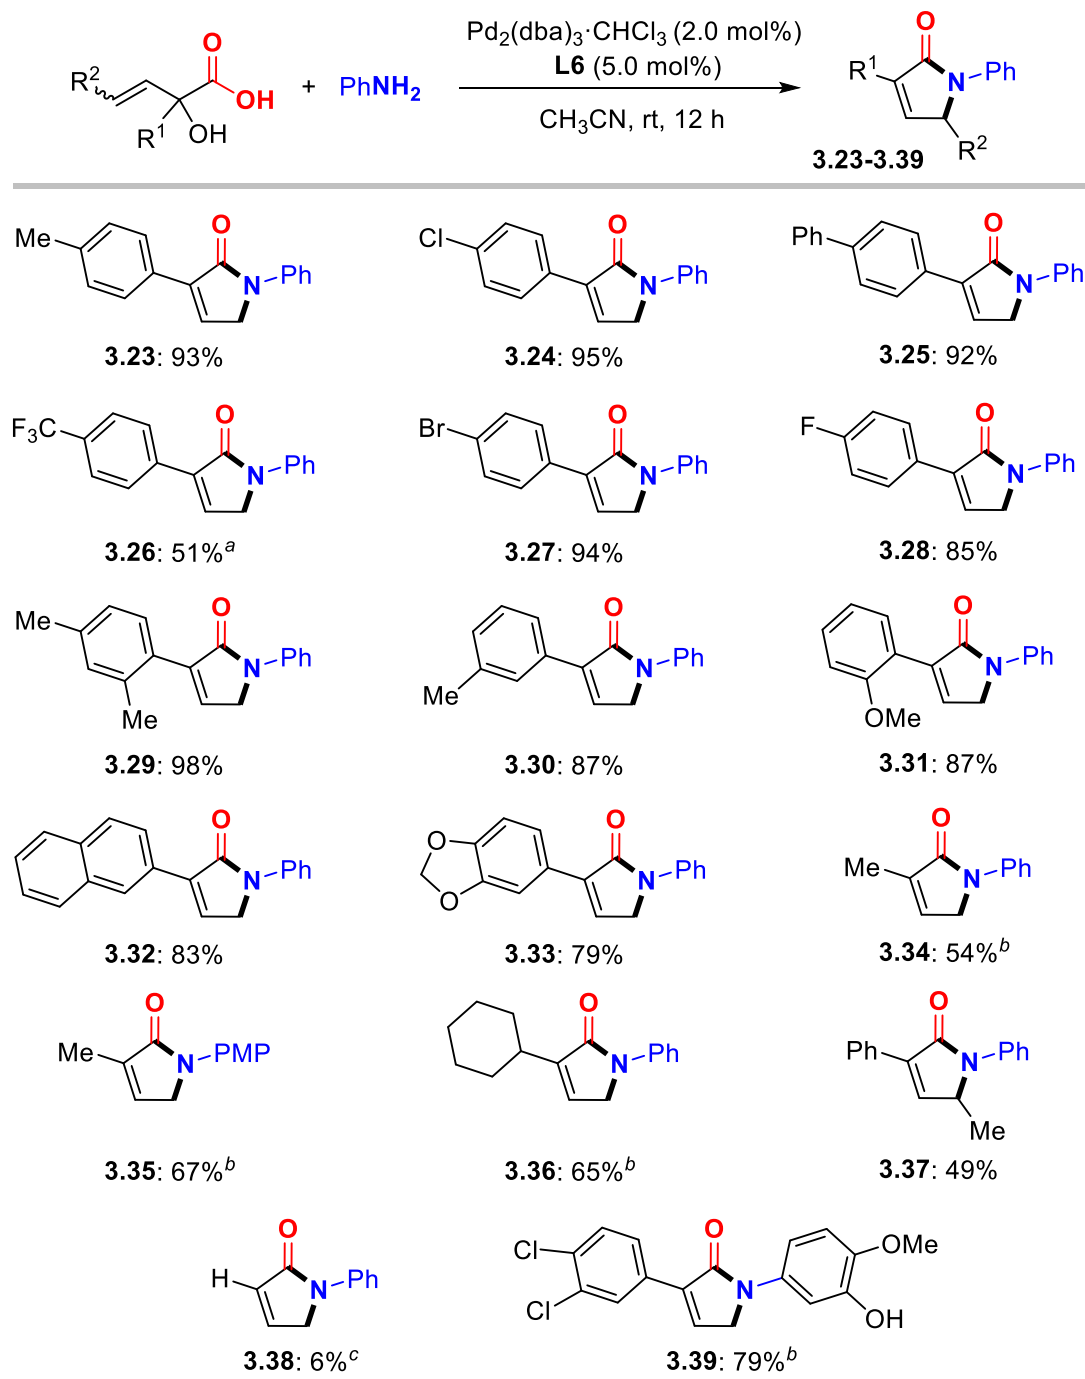 Pd2(dba)3·CHCl3 (2.0 mol%)
L6 (5.0 mol%)
CH3CN, rt, 12 h
R2 O OH R1 OH + PhNH2
O R1 N Ph R2
3.23-3.39
Me O N Ph
3.23: 93%
Cl O N Ph
3.24: 95%
Ph O N Ph
3.25: 92%
F3C O N Ph
3.26: 51%a
Br O N Ph
3.27: 94%
F O N Ph
3.28: 85%
Me Me O N Ph
3.29: 98%
Me O N Ph
3.30: 87%
OMe O N Ph
3.31: 87%
O N Ph
3.32: 83%
O O O N Ph
3.33: 79%
Me O N Ph
3.34: 54%b
Me O N PMP
3.35: 67%b
O N Ph
3.36: 65%b
Ph O N Ph Me
3.37: 49%
H O N Ph
3.38: 6%c
Cl Cl O N OMe OH
3.39: 79%b